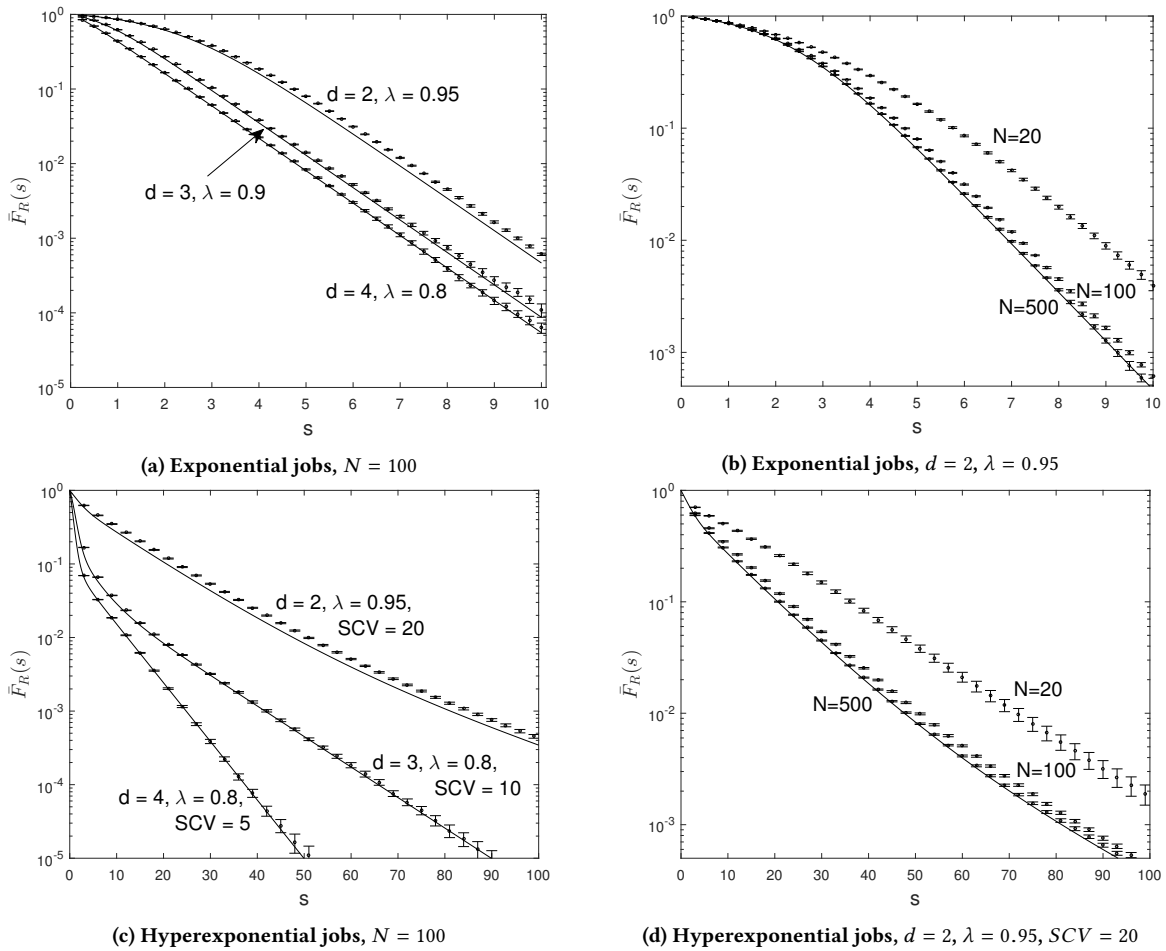 10^0
10^-1
10^-2
10^-3
10^-4
10^-5
F̄_R(s)
d = 2, λ = 0.95
d = 3, λ = 0.9
d = 4, λ = 0.8
0 1 2 3 4 5 6 7 8 9 10
s
(a) Exponential jobs, N = 100
10^0
10^-1
10^-2
10^-3
F̄_R(s)
N=20
N=100
N=500
0 1 2 3 4 5 6 7 8 9 10
s
(b) Exponential jobs, d = 2, λ = 0.95
10^0
10^-1
10^-2
10^-3
10^-4
10^-5
F̄_R(s)
d = 2, λ = 0.95,
SCV = 20
d = 3, λ = 0.8,
SCV = 10
d = 4, λ = 0.8,
SCV = 5
0 10 20 30 40 50 60 70 80 90 100
s
(c) Hyperexponential jobs, N = 100
10^0
10^-1
10^-2
10^-3
F̄_R(s)
N=20
N=500
N=100
0 10 20 30 40 50 60 70 80 90 100
s
(d) Hyperexponential jobs, d = 2, λ = 0.95, SCV = 20